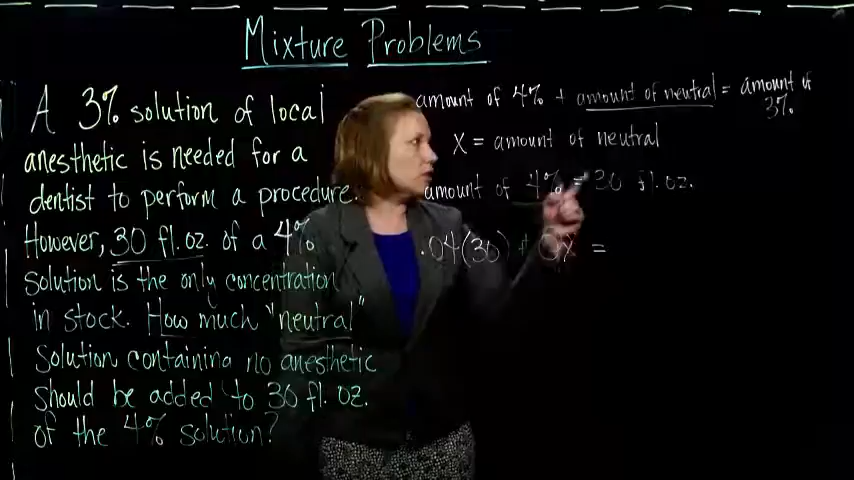 Mixture Problems
A 3% solution of local
anesthetic is needed for a
dentist to perform a procedure.
However, 30 fl. oz. of a 4%
solution is the only concentration
in stock. How much "neutral"
solution containing no anesthetic
should be added to 30 fl. oz.
of the 4% solution?
amount of 4% + amount of neutral = amount of
3%
x = amount of neutral
amount of 4% = 30 fl. oz.
.04(30) + 0x =